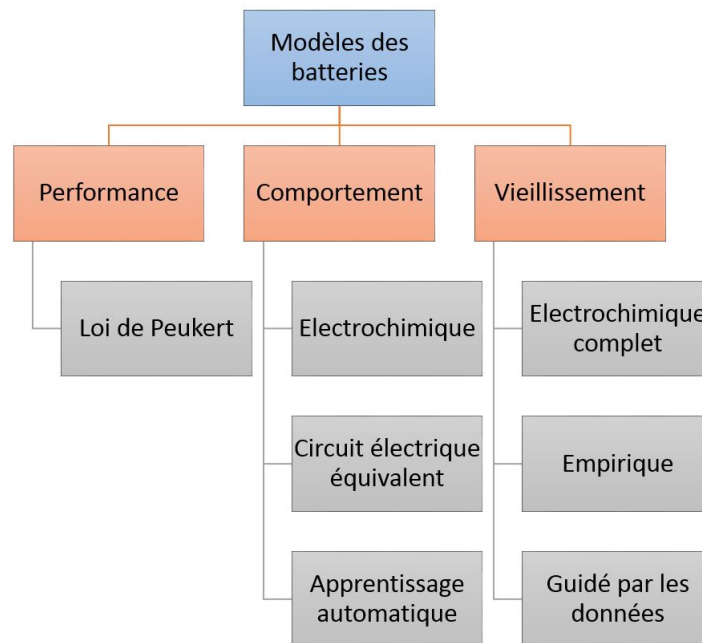 Modèles des
batteries
Performance
Comportement
Vieillissement
Loi de Peukert
Electrochimique
Electrochimique
complet
Circuit électrique
équivalent
Empirique
Apprentissage
automatique
Guidé par les
données